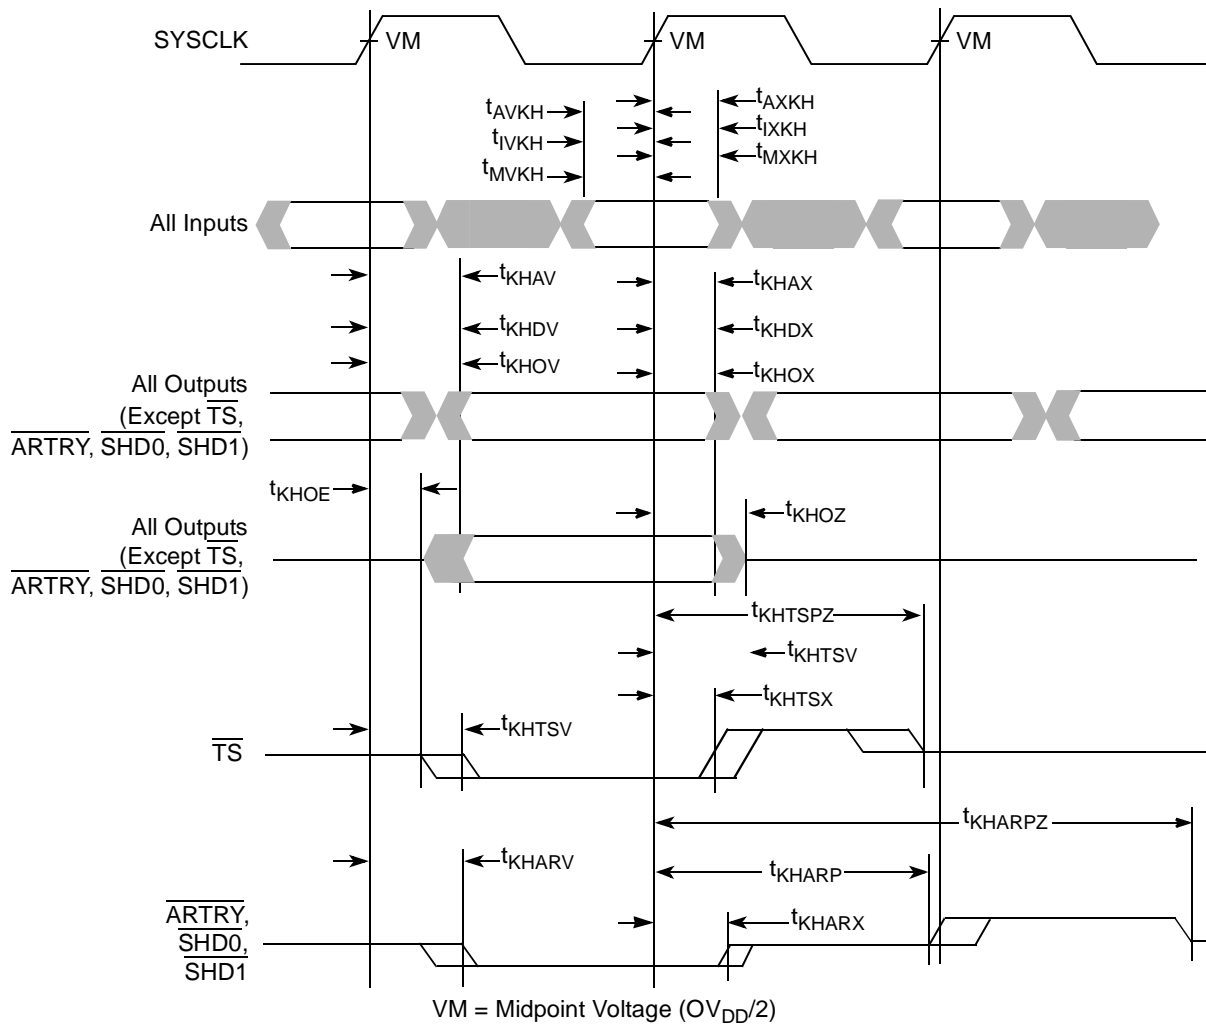 SYSCLK
VM
VM
VM
tAVKH
tAXKH
tIVKH
tIXKH
tMVKH
tMXKH
All Inputs
tKHAV
tKHAX
tKHDV
tKHDX
tKHOV
tKHOX
All Outputs
(Except TS,
ARTRY, SHD0, SHD1)
tKHOE
tKHOZ
All Outputs
(Except TS,
ARTRY, SHD0, SHD1)
tKHTSPZ
tKHTSV
tKHTSX
tKHTSV
TS
tKHARPZ
tKHARV
tKHARP
tKHARX
ARTRY,
SHD0,
SHD1
VM = Midpoint Voltage (OVDD/2)